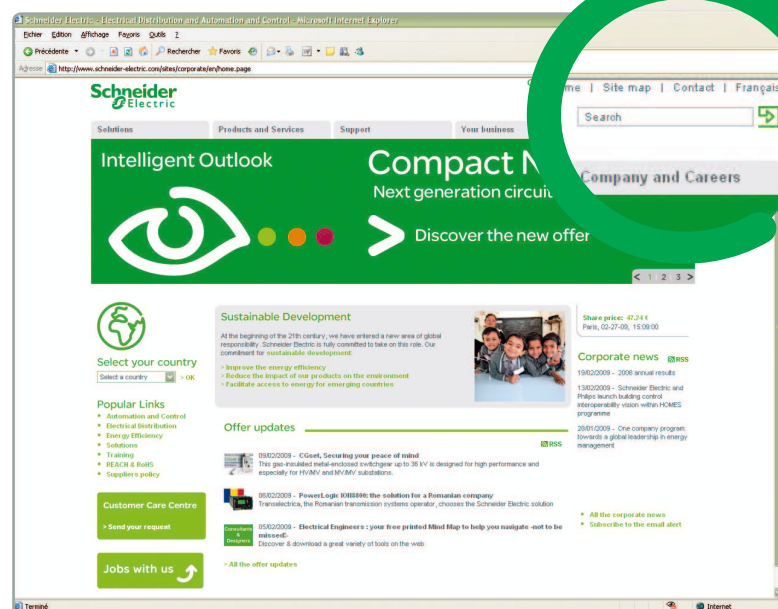 Schneider Electric - Electrical Distribution and Automation and Control - Microsoft Internet Explorer
Fichier Edition Affichage Favoris Outils ?
Précédente Rechercher Favoris
Adresse http://www.schneider-electric.com/sites/corporate/en/home.page
me | Site map | Contact | Français
Schneider
Electric
Search
Solutions Products and Services Support Your business
Company and Careers
Intelligent Outlook
Compact N
Next generation circui
Discover the new offer
< 1 2 3 >
Select your country
Select a country > OK
Popular Links
Automation and Control
Electrical Distribution
Energy Efficiency
Solutions
Training
REACH & RoHS
Suppliers policy
Customer Care Centre
> Send your request
Jobs with us
Sustainable Development
At the beginning of the 21th century, we have entered a new area of global
responsibility. Schneider Electric is fully committed to take on this role. Our
commitment for sustainable development:
> Improve the energy efficiency
> Reduce the impact of our products on the environment
> Facilitate access to energy for emerging countries
Offer updates
RSS
09/02/2009 - CGset, Securing your peace of mind
This gas-insulated metal-enclosed switchgear up to 36 kV is designed for high performance and
especially for HV/MV and MV/MV substations.
06/02/2009 - PowerLogic ION8800: the solution for a Romanian company
Transelectrica, the Romanian transmission systems operator, chooses the Schneider Electric solution
Consultants
&
Designers
05/02/2009 - Electrical Engineers : your free printed Mind Map to help you navigate -not to be
missed!-
Discover & download a great variety of tools on the web
> All the offer updates
Share price: 47.24 €
Paris, 02-27-09, 15:09:00
Corporate news RSS
19/02/2009 - 2008 annual results
13/02/2009 - Schneider Electric and
Philips launch building control
interoperability vision within HOMES
programme
28/01/2009 - One company program:
towards a global leadership in energy
management
All the corporate news
Subscribe to the email alert
Terminé Internet